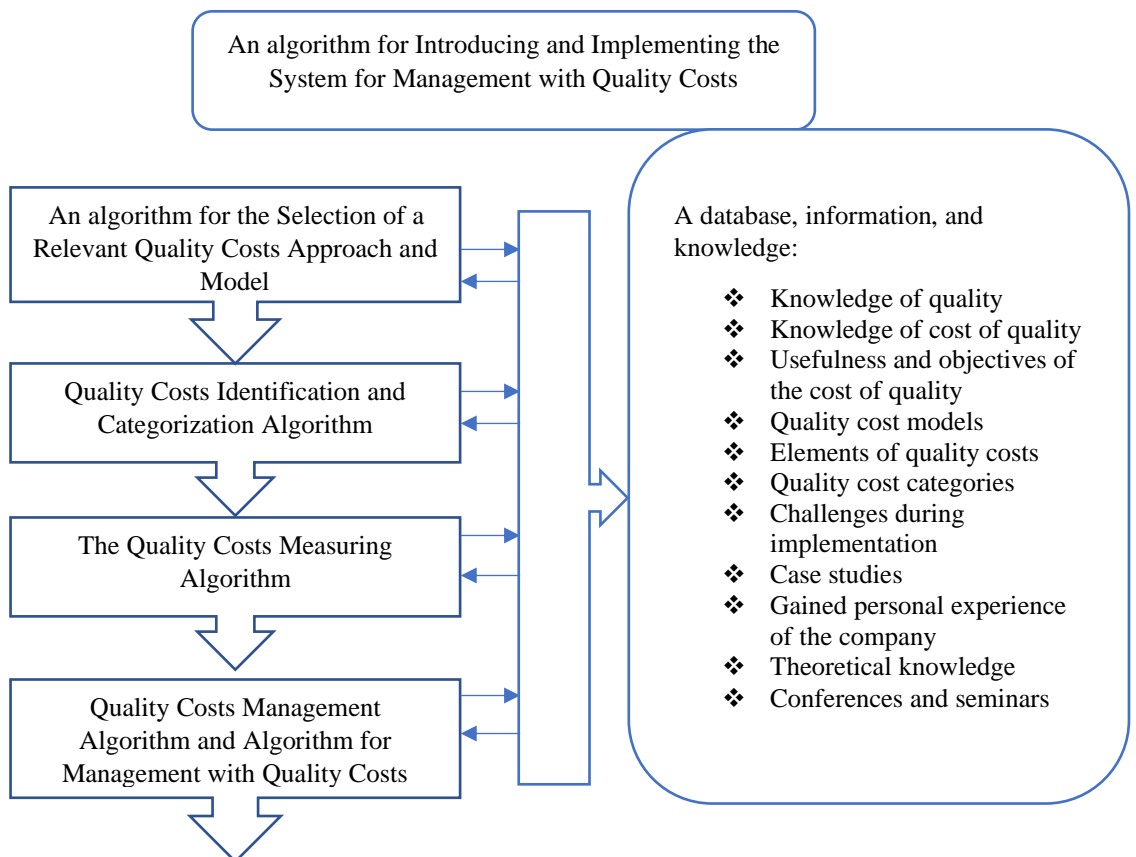 An algorithm for Introducing and Implementing the
System for Management with Quality Costs
An algorithm for the Selection of a
Relevant Quality Costs Approach and
Model
Quality Costs Identification and
Categorization Algorithm
The Quality Costs Measuring
Algorithm
Quality Costs Management
Algorithm and Algorithm for
Management with Quality Costs
A database, information, and
knowledge:
❖ Knowledge of quality
❖ Knowledge of cost of quality
❖ Usefulness and objectives of
the cost of quality
❖ Quality cost models
❖ Elements of quality costs
❖ Quality cost categories
❖ Challenges during
implementation
❖ Case studies
❖ Gained personal experience
of the company
❖ Theoretical knowledge
❖ Conferences and seminars